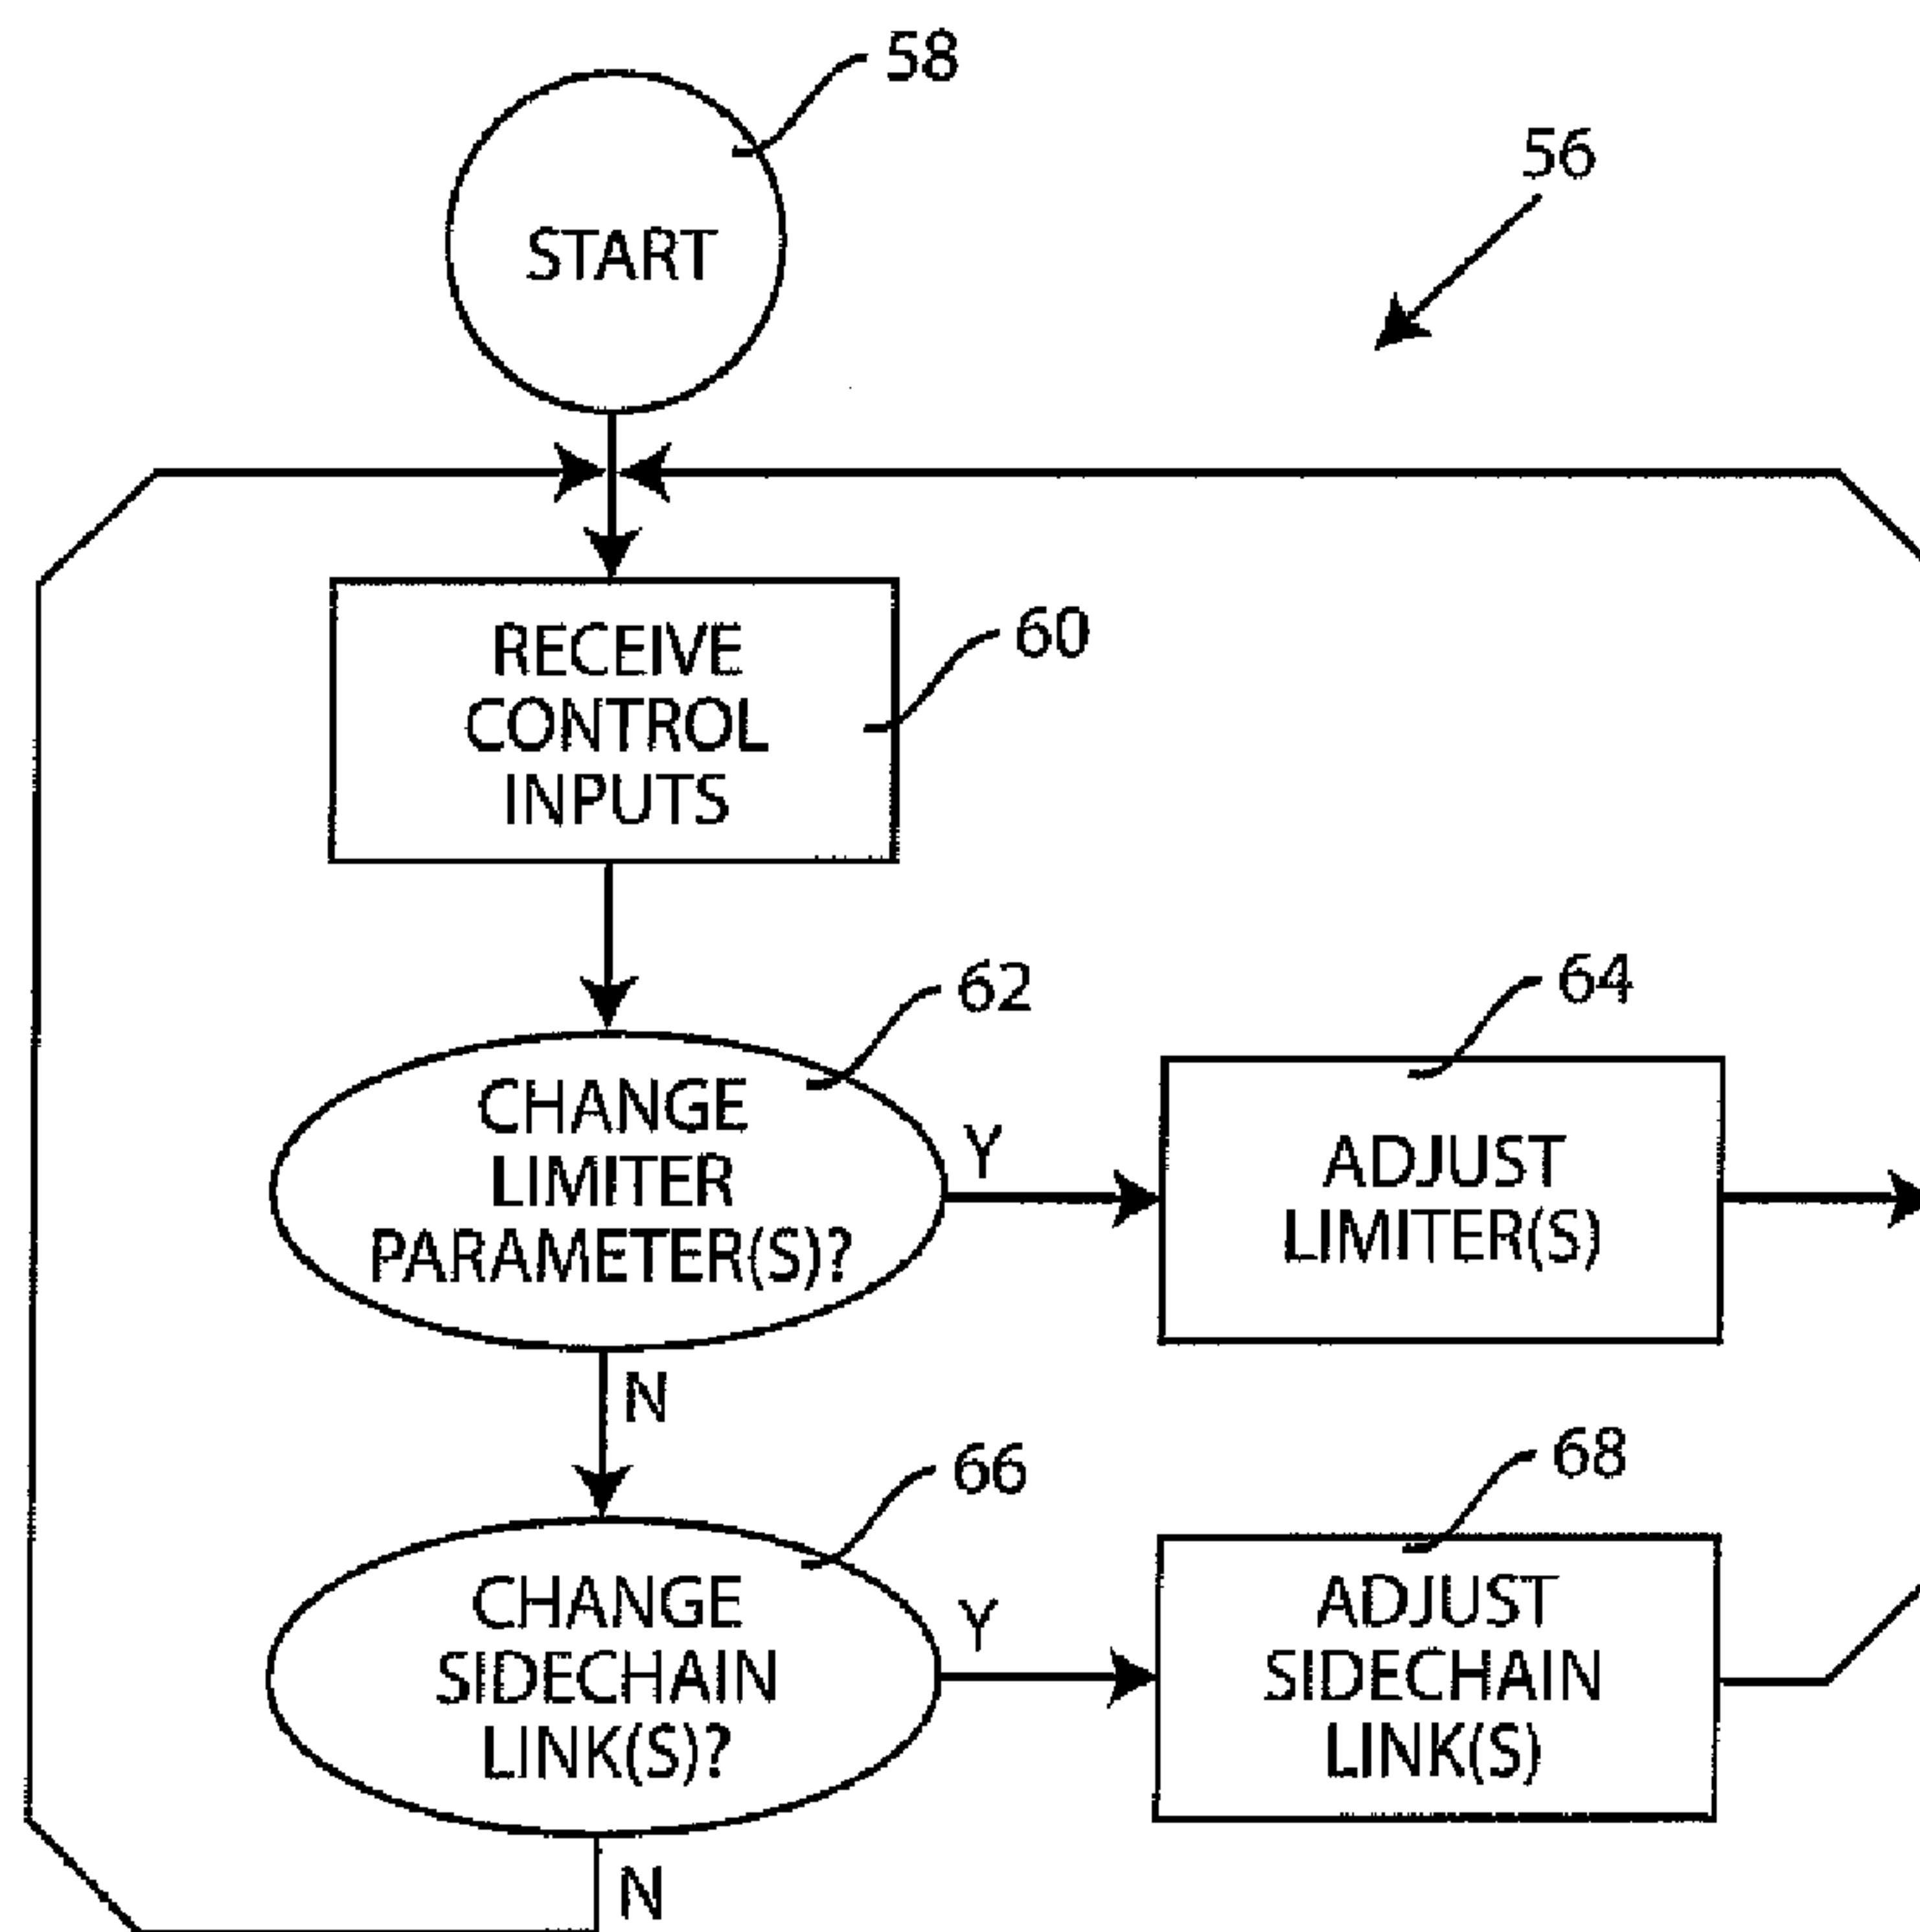 58
56
START
RECEIVE
CONTROL
INPUTS
60
62
CHANGE
LIMITER
PARAMETER(S)?
Y
64
ADJUST
LIMITER(S)
N
66
CHANGE
SIDECHAIN
LINK(S)?
Y
68
ADJUST
SIDECHAIN
LINK(S)
N